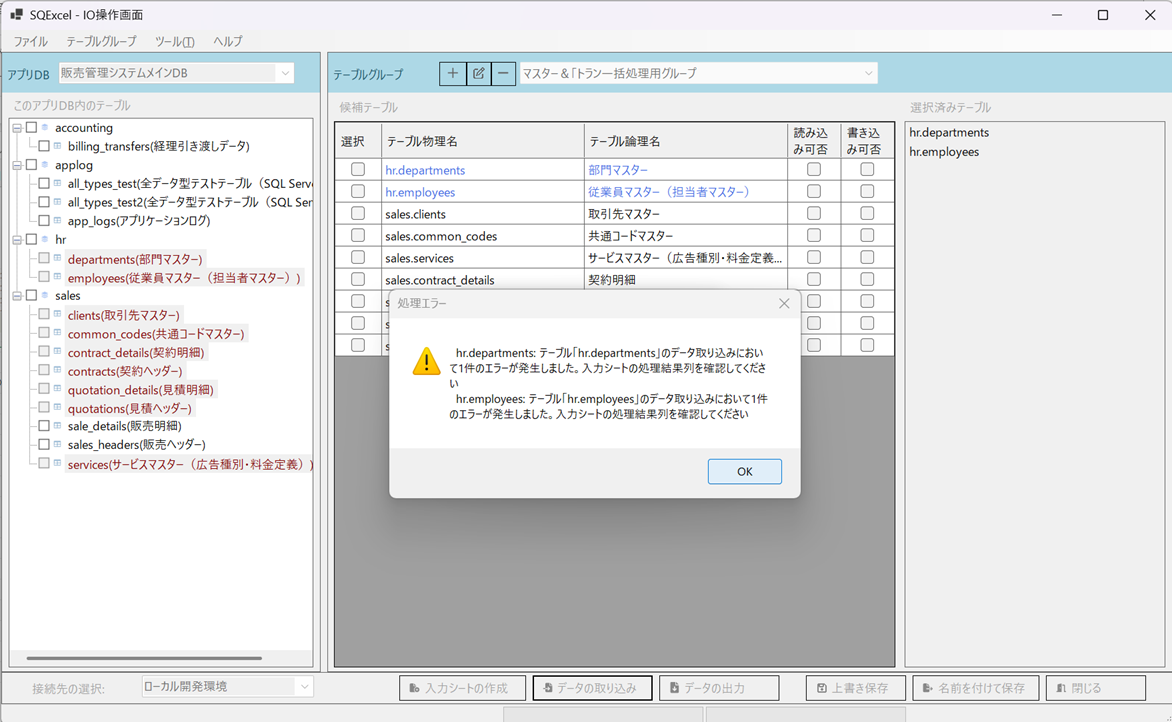 SQExcel - IO操作画面
ファイル テーブルグループ ツール(T) ヘルプ
アプリDB 販売管理システムメインDB
テーブルグループ マスター＆「トラン一括処理用グループ
このアプリDB内のテーブル
accounting
billing_transfers(経理引き渡しデータ)
applog
all_types_test(全データ型テストテーブル（SQL Serv
all_types_test2(全データ型テストテーブル（SQL Ser
app_logs(アプリケーションログ)
hr
departments(部門マスター)
employees(従業員マスター（担当者マスター）)
sales
clients(取引先マスター)
common_codes(共通コードマスター)
contract_details(契約明細)
contracts(契約ヘッダー)
quotation_details(見積明細)
quotations(見積ヘッダー)
sale_details(販売明細)
sales_headers(販売ヘッダー)
services(サービスマスター（広告種別・料金定義）)
候補テーブル
選択 テーブル物理名 テーブル論理名 読み込み可否 書き込み可否
hr.departments 部門マスター
hr.employees 従業員マスター（担当者マスター）
sales.clients 取引先マスター
sales.common_codes 共通コードマスター
sales.services サービスマスター（広告種別・料金定義...
sales.contract_details 契約明細
s
s
s
選択済みテーブル
hr.departments
hr.employees
処理エラー
hr.departments: テーブル「hr.departments」のデータ取り込みにおい
て1件のエラーが発生しました。入力シートの処理結果列を確認してくださ
い
hr.employees: テーブル「hr.employees」のデータ取り込みにおいて1件
のエラーが発生しました。入力シートの処理結果列を確認してください
OK
接続先の選択: ローカル開発環境
入力シートの作成 データの取り込み データの出力 上書き保存 名前を付けて保存 閉じる